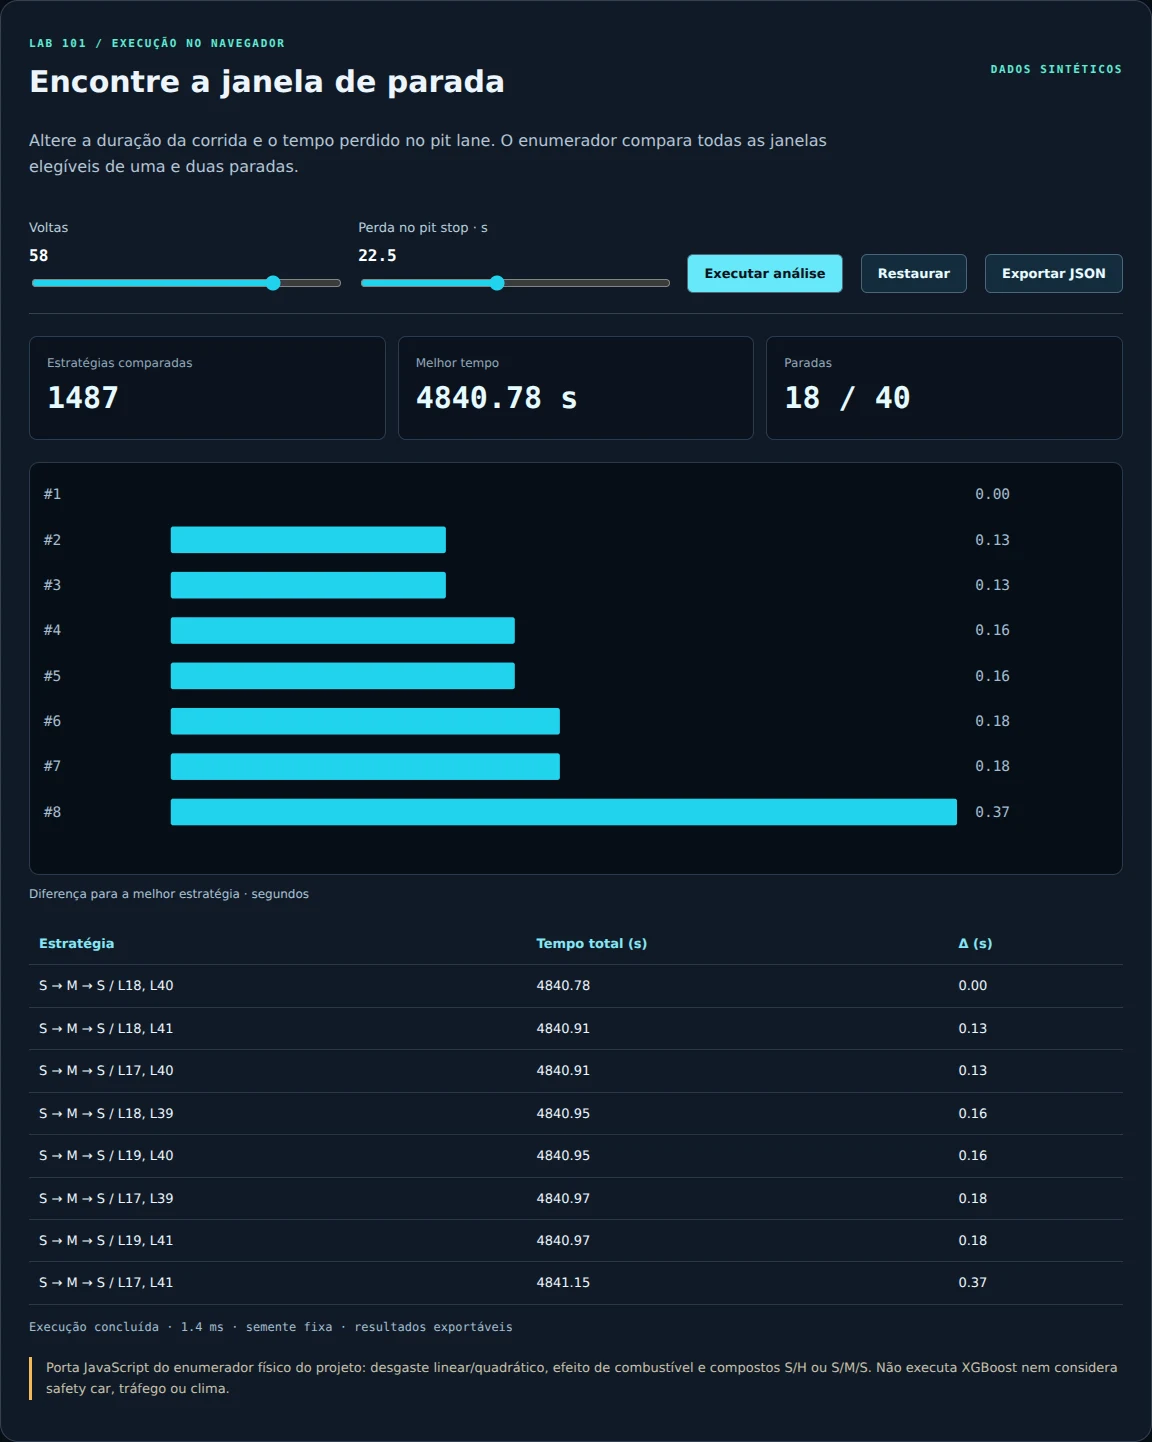 LAB 101 / EXECUÇÃO NO NAVEGADOR
Encontre a janela de parada
DADOS SINTÉTICOS
Altere a duração da corrida e o tempo perdido no pit lane. O enumerador compara todas as janelas
elegíveis de uma e duas paradas.
Voltas
58
Perda no pit stop · s
22.5
Executar análise
Restaurar
Exportar JSON
Estratégias comparadas
1487
Melhor tempo
4840.78 s
Paradas
18 / 40
#1 0.00
#2 0.13
#3 0.13
#4 0.16
#5 0.16
#6 0.18
#7 0.18
#8 0.37
Diferença para a melhor estratégia · segundos
Estratégia Tempo total (s) Δ (s)
S → M → S / L18, L40 4840.78 0.00
S → M → S / L18, L41 4840.91 0.13
S → M → S / L17, L40 4840.91 0.13
S → M → S / L18, L39 4840.95 0.16
S → M → S / L19, L40 4840.95 0.16
S → M → S / L17, L39 4840.97 0.18
S → M → S / L19, L41 4840.97 0.18
S → M → S / L17, L41 4841.15 0.37
Execução concluída · 1.4 ms · semente fixa · resultados exportáveis
Porta JavaScript do enumerador físico do projeto: desgaste linear/quadrático, efeito de combustível e compostos S/H ou S/M/S. Não executa XGBoost nem considera
safety car, tráfego ou clima.